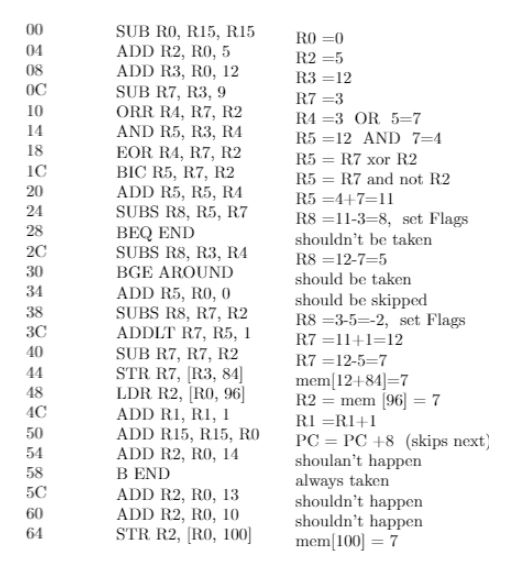 00 SUB R0, R15, R15 R0 =0
04 ADD R2, R0, 5 R2 =5
08 ADD R3, R0, 12 R3 =12
0C SUB R7, R3, 9 R7 =3
10 ORR R4, R7, R2 R4 =3 OR 5=7
14 AND R5, R3, R4 R5 =12 AND 7=4
18 EOR R4, R7, R2 R5 = R7 xor R2
1C BIC R5, R7, R2 R5 = R7 and not R2
20 ADD R5, R5, R4 R5 =4+7=11
24 SUBS R8, R5, R7 R8 =11-3=8, set Flags
28 BEQ END shouldn't be taken
2C SUBS R8, R3, R4 R8 =12-7=5
30 BGE AROUND should be taken
34 ADD R5, R0, 0 should be skipped
38 SUBS R8, R7, R2 R8 =3-5=-2, set Flags
3C ADDLT R7, R5, 1 R7 =11+1=12
40 SUB R7, R7, R2 R7 =12-5=7
44 STR R7, [R3, 84] mem[12+84]=7
48 LDR R2, [R0, 96] R2 = mem [96] = 7
4C ADD R1, R1, 1 R1 =R1+1
50 ADD R15, R15, R0 PC = PC +8 (skips next)
54 ADD R2, R0, 14 shoulan't happen
58 B END always taken
5C ADD R2, R0, 13 shouldn't happen
60 ADD R2, R0, 10 shouldn't happen
64 STR R2, [R0, 100] mem[100] = 7